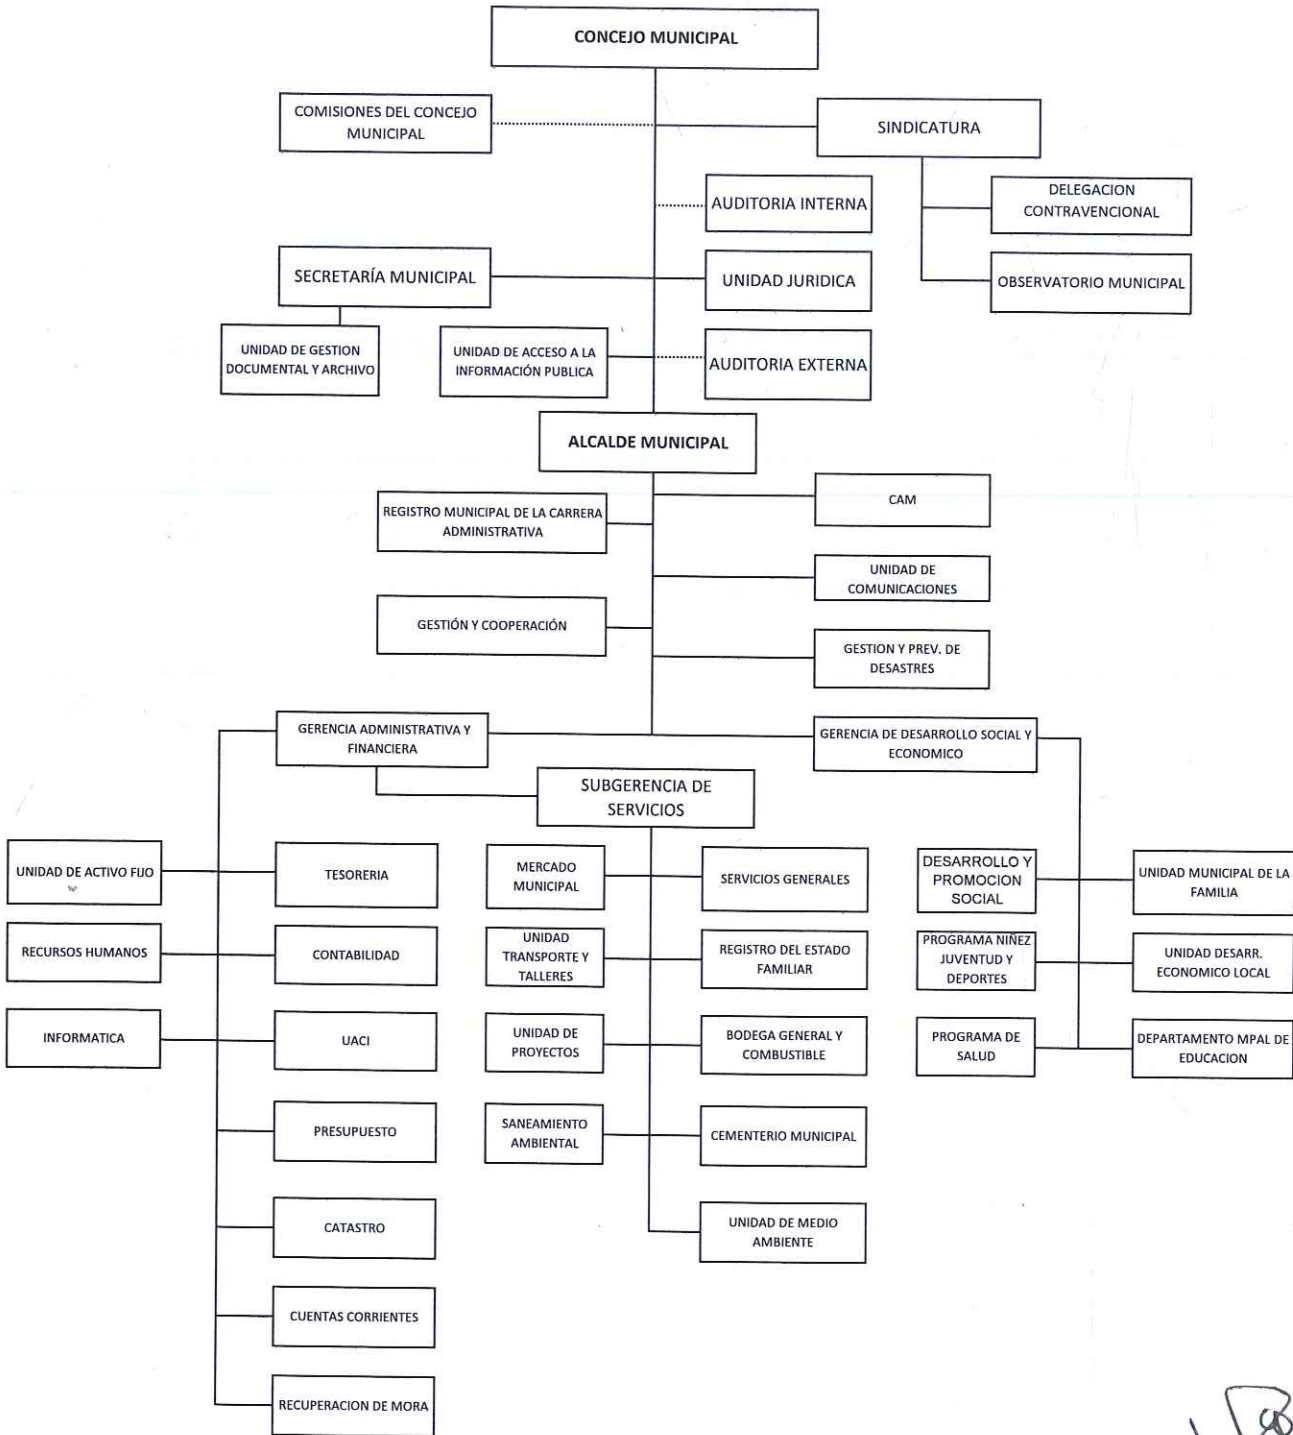 CONCEJO MUNICIPAL
COMISIONES DEL CONCEJO
MUNICIPAL
SINDICATURA
AUDITORIA INTERNA
DELEGACION
CONTRAVENCIONAL
SECRETARÍA MUNICIPAL
UNIDAD JURIDICA
OBSERVATORIO MUNICIPAL
UNIDAD DE GESTION
DOCUMENTAL Y ARCHIVO
UNIDAD DE ACCESO A LA
INFORMACIÓN PUBLICA
AUDITORIA EXTERNA
ALCALDE MUNICIPAL
REGISTRO MUNICIPAL DE LA CARRERA
ADMINISTRATIVA
CAM
UNIDAD DE
COMUNICACIONES
GESTIÓN Y COOPERACIÓN
GESTION Y PREV. DE
DESASTRES
GERENCIA ADMINISTRATIVA Y
FINANCIERA
GERENCIA DE DESARROLLO SOCIAL Y
ECONOMICO
SUBGERENCIA DE
SERVICIOS
UNIDAD DE ACTIVO FIJO
TESORERIA
MERCADO
MUNICIPAL
SERVICIOS GENERALES
DESARROLLO Y
PROMOCION
SOCIAL
UNIDAD MUNICIPAL DE LA
FAMILIA
RECURSOS HUMANOS
CONTABILIDAD
UNIDAD
TRANSPORTE Y
TALLERES
REGISTRO DEL ESTADO
FAMILIAR
PROGRAMA NIÑEZ
JUVENTUD Y
DEPORTES
UNIDAD DESARR.
ECONOMICO LOCAL
INFORMATICA
UACI
UNIDAD DE
PROYECTOS
BODEGA GENERAL Y
COMBUSTIBLE
PROGRAMA DE
SALUD
DEPARTAMENTO MPAL DE
EDUCACION
PRESUPUESTO
SANEAMIENTO
AMBIENTAL
CEMENTERIO MUNICIPAL
CATASTRO
UNIDAD DE MEDIO
AMBIENTE
CUENTAS CORRIENTES
RECUPERACION DE MORA